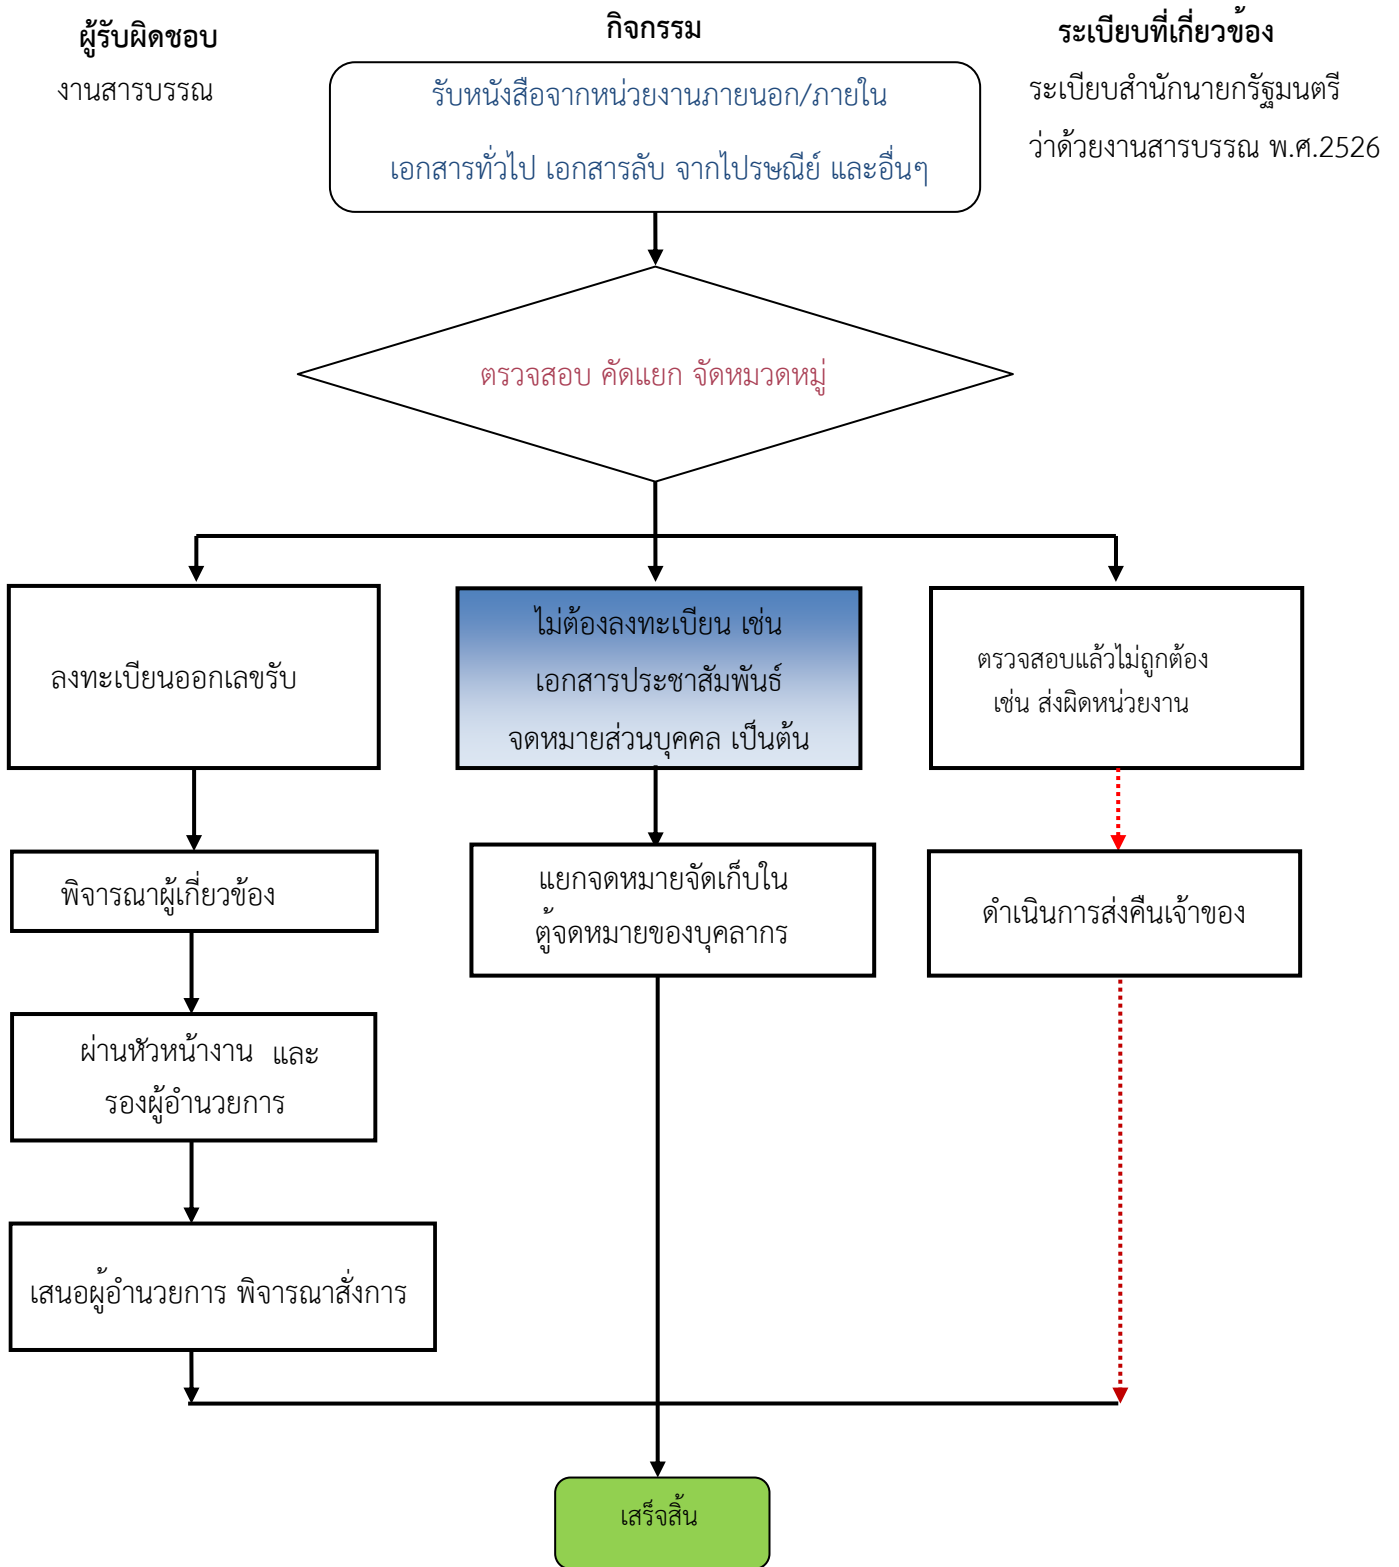 ผู้รับผิดชอบ
กิจกรรม
ระเบียบที่เกี่ยวข้อง
งานสารบรรณ
รับหนังสือจากหน่วยงานภายนอก/ภายใน
เอกสารทั่วไป เอกสารลับ จากไปรษณีย์ และอื่นๆ
ระเบียบสำนักนายกรัฐมนตรี
ว่าด้วยงานสารบรรณ พ.ศ.2526
ตรวจสอบ คัดแยก จัดหมวดหมู่
ลงทะเบียนออกเลขรับ
ไม่ต้องลงทะเบียน เช่น
เอกสารประชาสัมพันธ์
จดหมายส่วนบุคคล เป็นต้น
ตรวจสอบแล้วไม่ถูกต้อง
เช่น ส่งผิดหน่วยงาน
พิจารณาผู้เกี่ยวข้อง
แยกจดหมายจัดเก็บใน
ตู้จดหมายของบุคลากร
ดำเนินการส่งคืนเจ้าของ
ผ่านหัวหน้างาน และ
รองผู้อำนวยการ
เสนอผู้อำนวยการ พิจารณาสั่งการ
เสร็จสิ้น